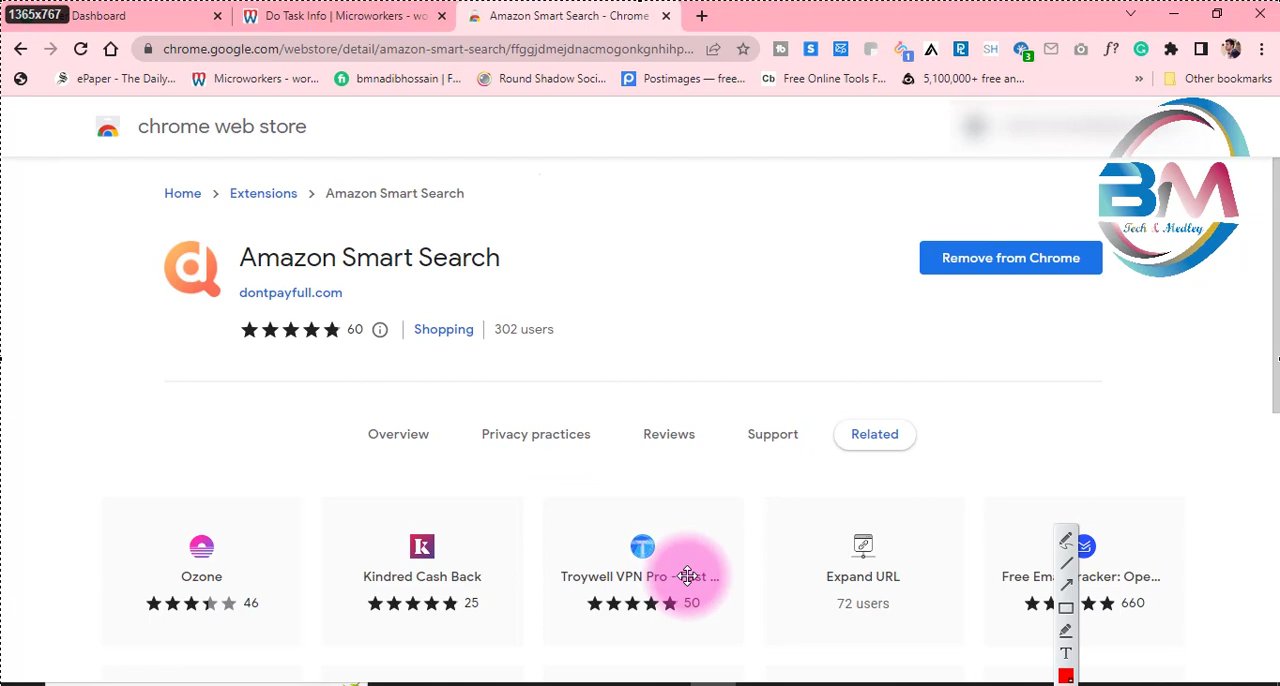 1365x767
Dashboard
Do Task Info | Microworkers - wo
Amazon Smart Search - Chrome
chrome.google.com/webstore/detail/amazon-smart-search/ffggjdmejdnacmogonkgnhihp...
ePaper - The Daily...
Microworkers - wor...
bmnadibhossain | F...
Round Shadow Soci...
Postimages — free...
Cb Free Online Tools F...
5,100,000+ free an...
»
Other bookmarks
chrome web store
BM
Tech & Medley
Home > Extensions > Amazon Smart Search
Amazon Smart Search
Remove from Chrome
dontpayfull.com
60
Shopping
302 users
Overview
Privacy practices
Reviews
Support
Related
Ozone
46
Kindred Cash Back
25
Troywell VPN Pro -
50
Expand URL
72 users
Free Ope...
660
T